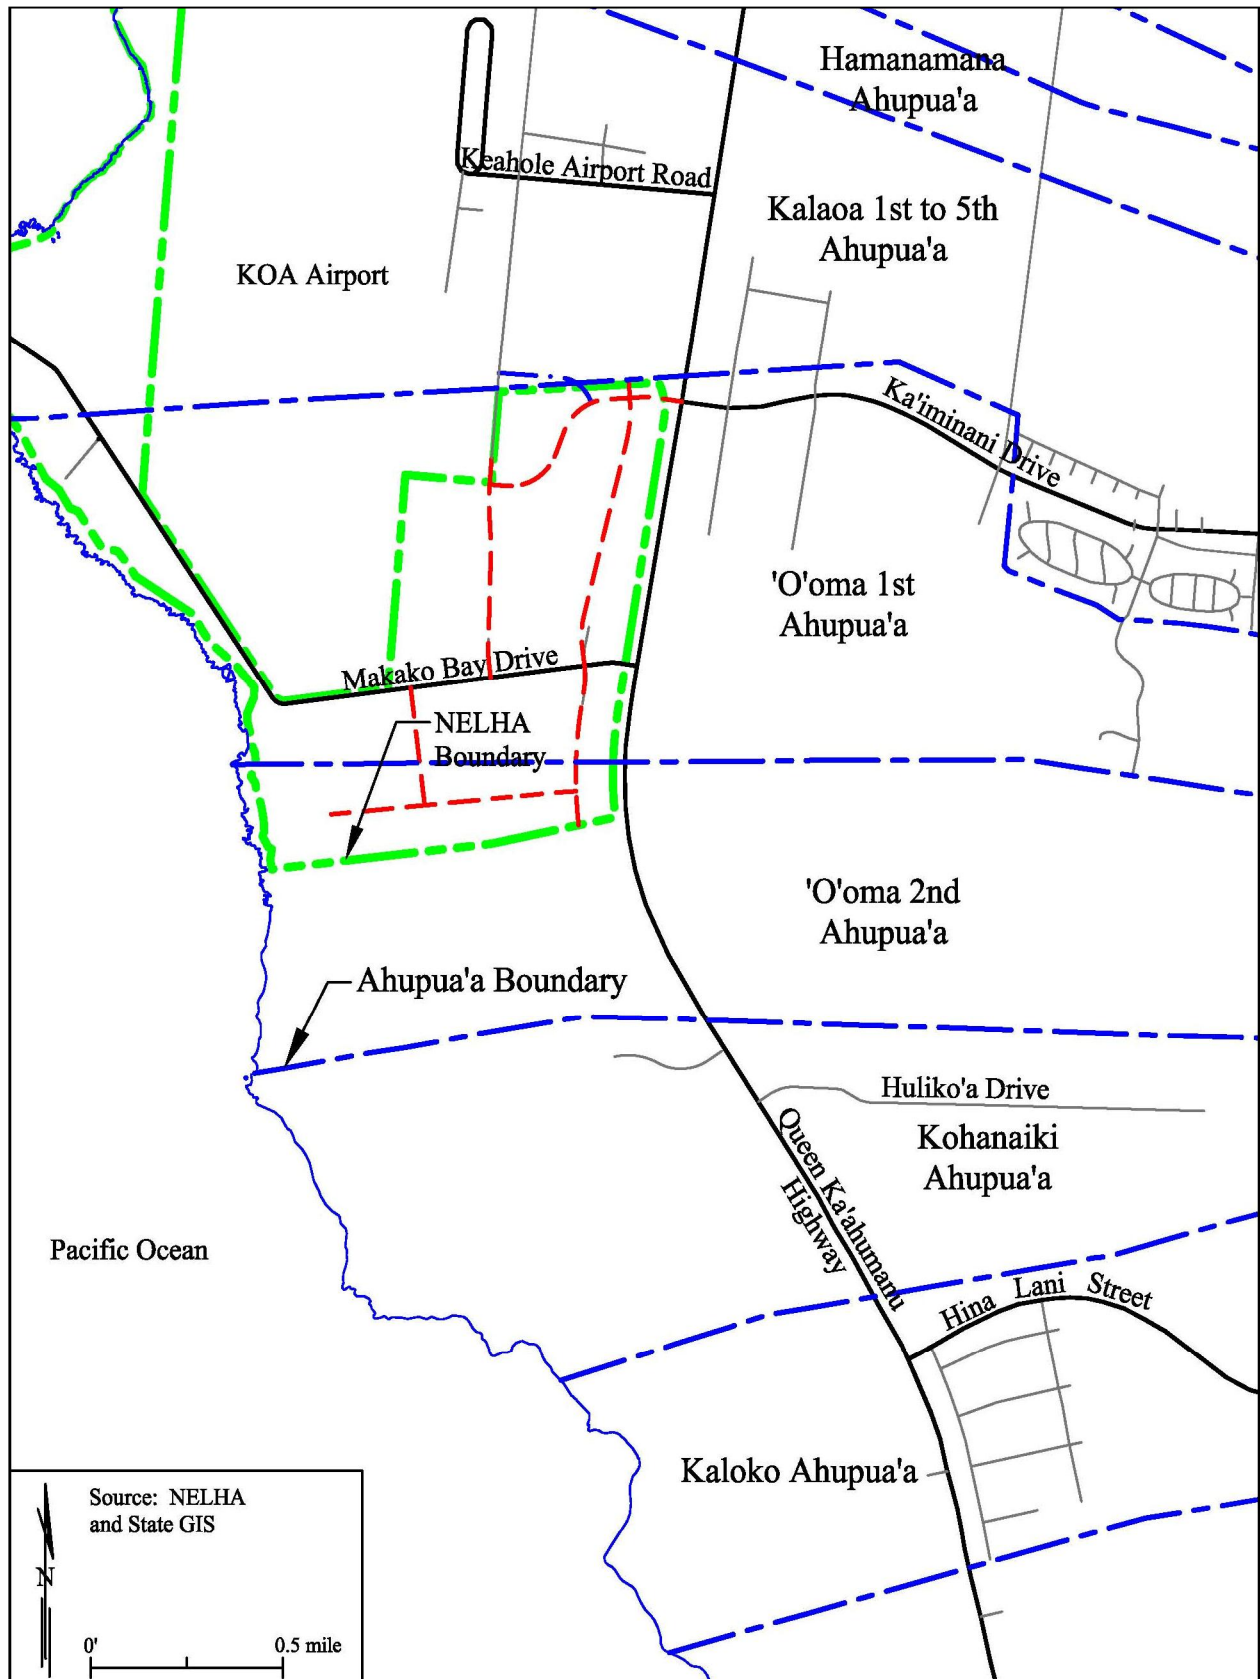 Hamanamana
Ahupua'a
Keahole Airport Road
Kalaoa 1st to 5th
Ahupua'a
KOA Airport
Ka'iminani Drive
'O'oma 1st
Ahupua'a
Makako Bay Drive
NELHA
Boundary
'O'oma 2nd
Ahupua'a
Ahupua'a Boundary
Huliko'a Drive
Kohanaiki
Ahupua'a
Queen Ka'ahumanu
Highway
Pacific Ocean
Hina Lani Street
Kaloko Ahupua'a
Source: NELHA
and State GIS
N
0' 0.5 mile